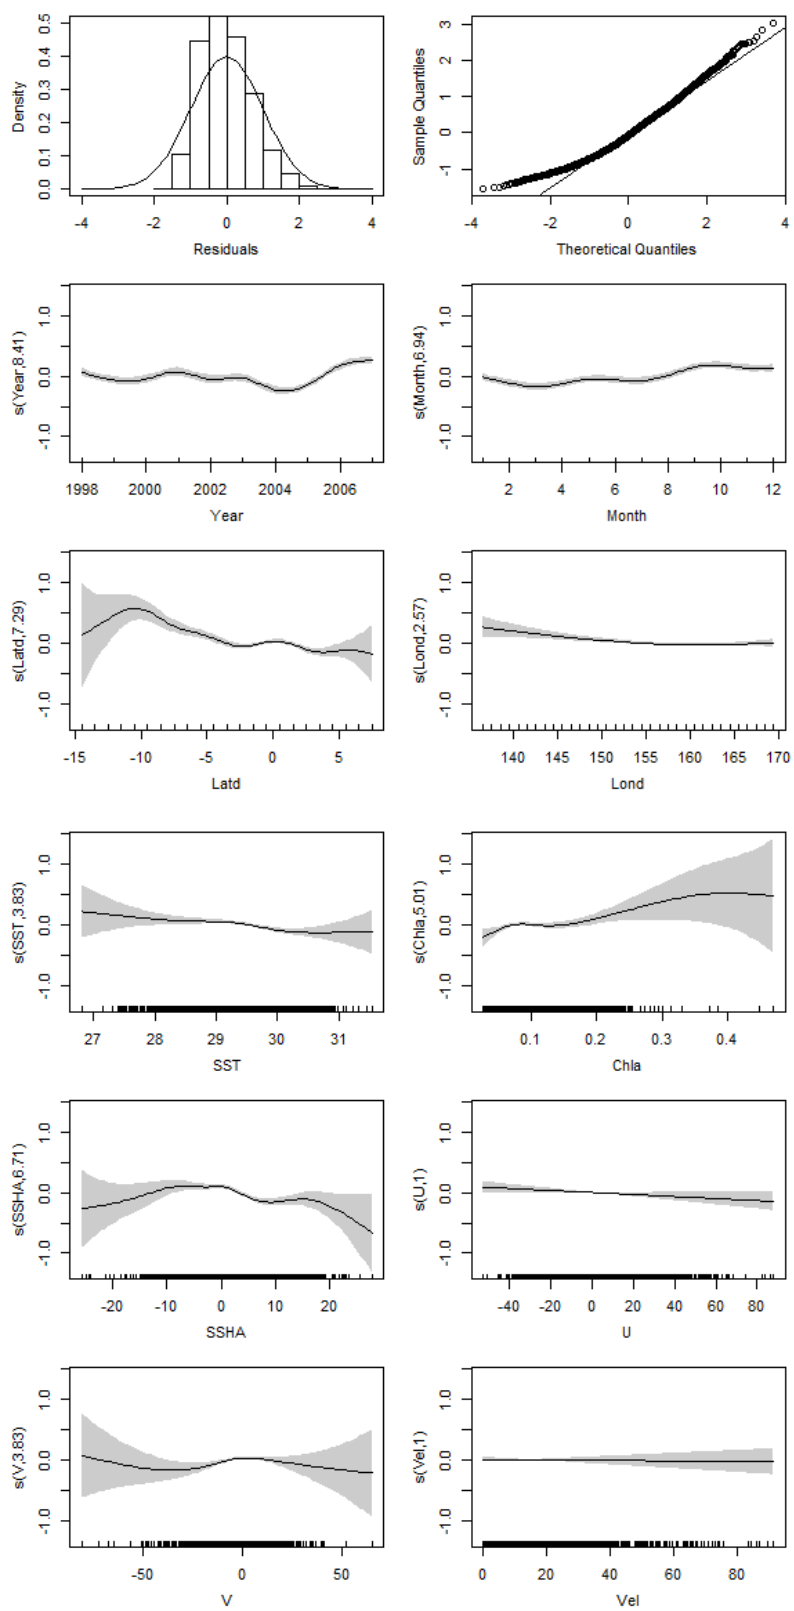 Density
0.0 0.1 0.2 0.3 0.4 0.5
-4 -2 0 2 4
Residuals
Sample Quantiles
-1 0 1 2 3
-4 -2 0 2 4
Theoretical Quantiles
s(Year,8.41)
-1.0 0.0 1.0
1998 2000 2002 2004 2006
Year
s(Month,6.94)
-1.0 0.0 1.0
2 4 6 8 10 12
Month
s(Latd,7.29)
-1.0 0.0 1.0
-15 -10 -5 0 5
Latd
s(Lond,2.57)
-1.0 0.0 1.0
140 145 150 155 160 165 170
Lond
s(SST,3.83)
-1.0 0.0 1.0
27 28 29 30 31
SST
s(Chla,5.01)
-1.0 0.0 1.0
0.1 0.2 0.3 0.4
Chla
s(SSHA,6.71)
-1.0 0.0 1.0
-20 -10 0 10 20
SSHA
s(U,1)
-1.0 0.0 1.0
-40 -20 0 20 40 60 80
U
s(V,3.83)
-1.0 0.0 1.0
-50 0 50
V
s(Vel,1)
-1.0 0.0 1.0
0 20 40 60 80
Vel